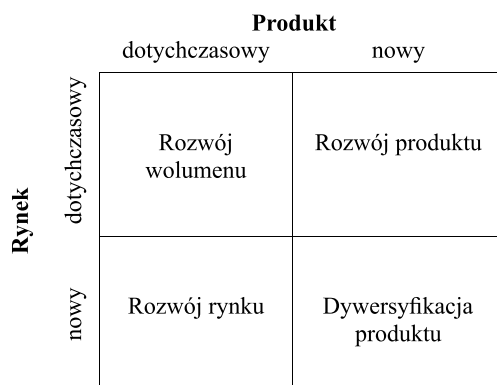 Produkt
dotychczasowy
nowy
Rynek
dotychczasowy
Rozwój
wolumenu
Rozwój produktu
nowy
Rozwój rynku
Dywersyfikacja
produktu